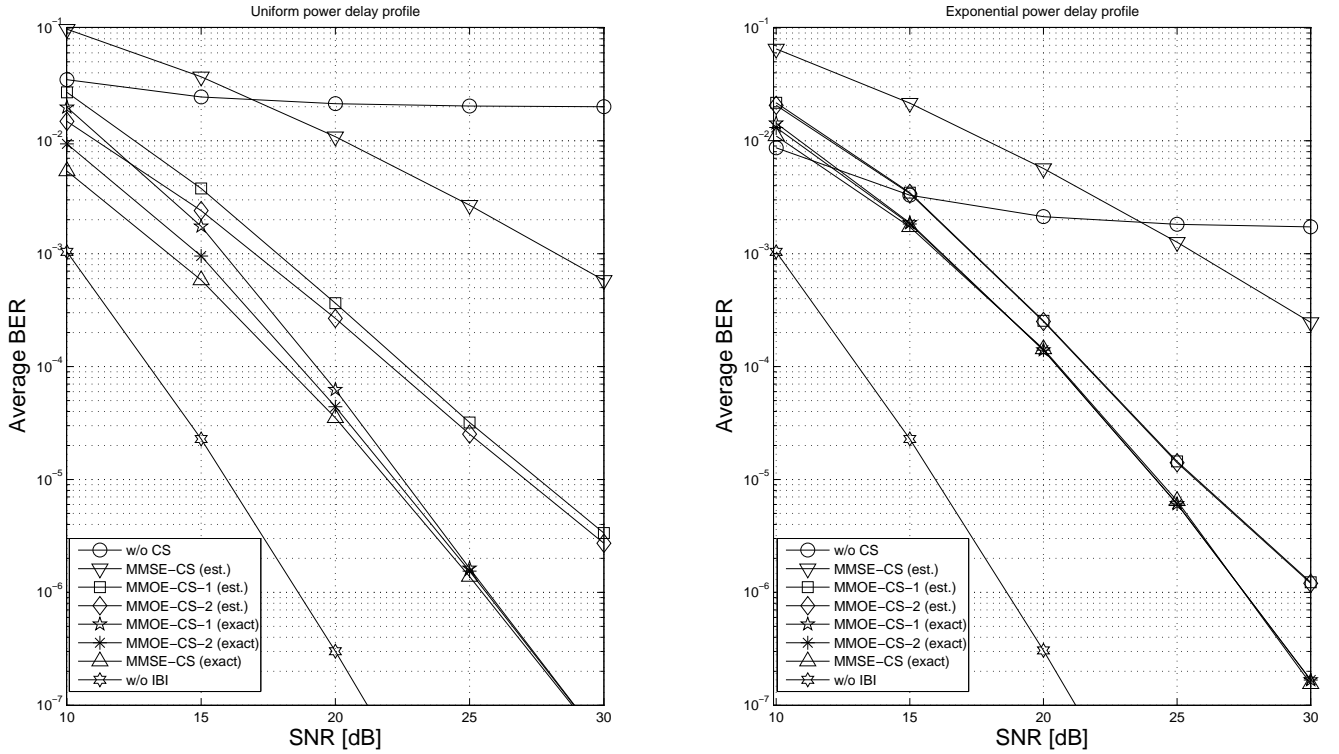 Uniform power delay profile
10^-1
10^-2
10^-3
10^-4
10^-5
10^-6
10^-7
Average BER
w/o CS
MMSE−CS (est.)
MMOE−CS−1 (est.)
MMOE−CS−2 (est.)
MMOE−CS−1 (exact)
MMOE−CS−2 (exact)
MMSE−CS (exact)
w/o IBI
10 15 20 25 30
SNR [dB]
Exponential power delay profile
10^-1
10^-2
10^-3
10^-4
10^-5
10^-6
10^-7
Average BER
w/o CS
MMSE−CS (est.)
MMOE−CS−1 (est.)
MMOE−CS−2 (est.)
MMOE−CS−1 (exact)
MMOE−CS−2 (exact)
MMSE−CS (exact)
w/o IBI
10 15 20 25 30
SNR [dB]